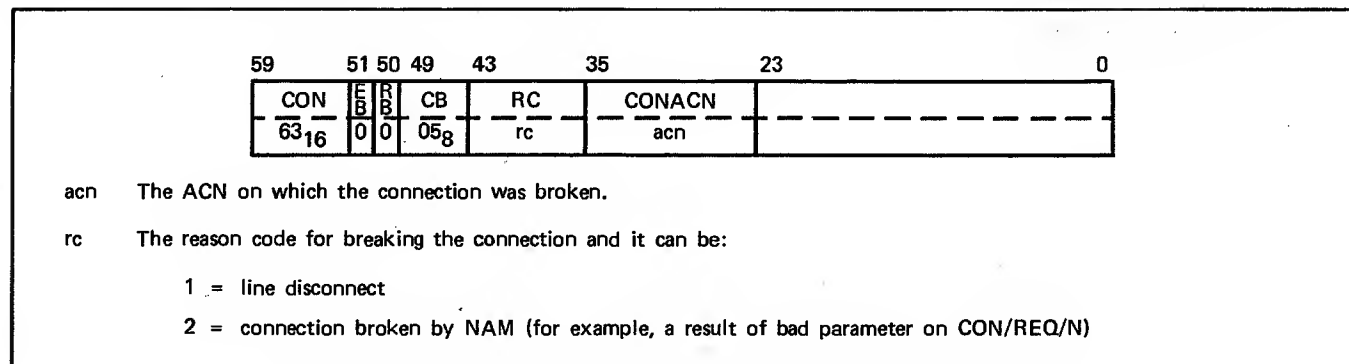 59 51 50 49 43 35 23 0
CON EB RB CB RC CONACN
63₁₆ 0 0 05₈ rc acn
acn The ACN on which the connection was broken.
rc The reason code for breaking the connection and it can be:
1 = line disconnect
2 = connection broken by NAM (for example, a result of bad parameter on CON/REQ/N)